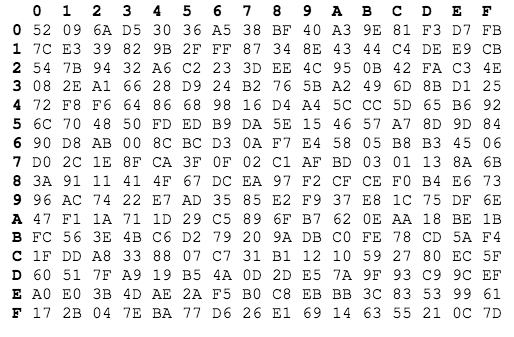 0 1 2 3 4 5 6 7 8 9 A B C D E F
0 52 09 6A D5 30 36 A5 38 BF 40 A3 9E 81 F3 D7 FB
1 7C E3 39 82 9B 2F FF 87 34 8E 43 44 C4 DE E9 CB
2 54 7B 94 32 A6 C2 23 3D EE 4C 95 0B 42 FA C3 4E
3 08 2E A1 66 28 D9 24 B2 76 5B A2 49 6D 8B D1 25
4 72 F8 F6 64 86 68 98 16 D4 A4 5C CC 5D 65 B6 92
5 6C 70 48 50 FD ED B9 DA 5E 15 46 57 A7 8D 9D 84
6 90 D8 AB 00 8C BC D3 0A F7 E4 58 05 B8 B3 45 06
7 D0 2C 1E 8F CA 3F 0F 02 C1 AF BD 03 01 13 8A 6B
8 3A 91 11 41 4F 67 DC EA 97 F2 CF CE F0 B4 E6 73
9 96 AC 74 22 E7 AD 35 85 E2 F9 37 E8 1C 75 DF 6E
A 47 F1 1A 71 1D 29 C5 89 6F B7 62 0E AA 18 BE 1B
B FC 56 3E 4B C6 D2 79 20 9A DB C0 FE 78 CD 5A F4
C 1F DD A8 33 88 07 C7 31 B1 12 10 59 27 80 EC 5F
D 60 51 7F A9 19 B5 4A 0D 2D E5 7A 9F 93 C9 9C EF
E A0 E0 3B 4D AE 2A F5 B0 C8 EB BB 3C 83 53 99 61
F 17 2B 04 7E BA 77 D6 26 E1 69 14 63 55 21 0C 7D